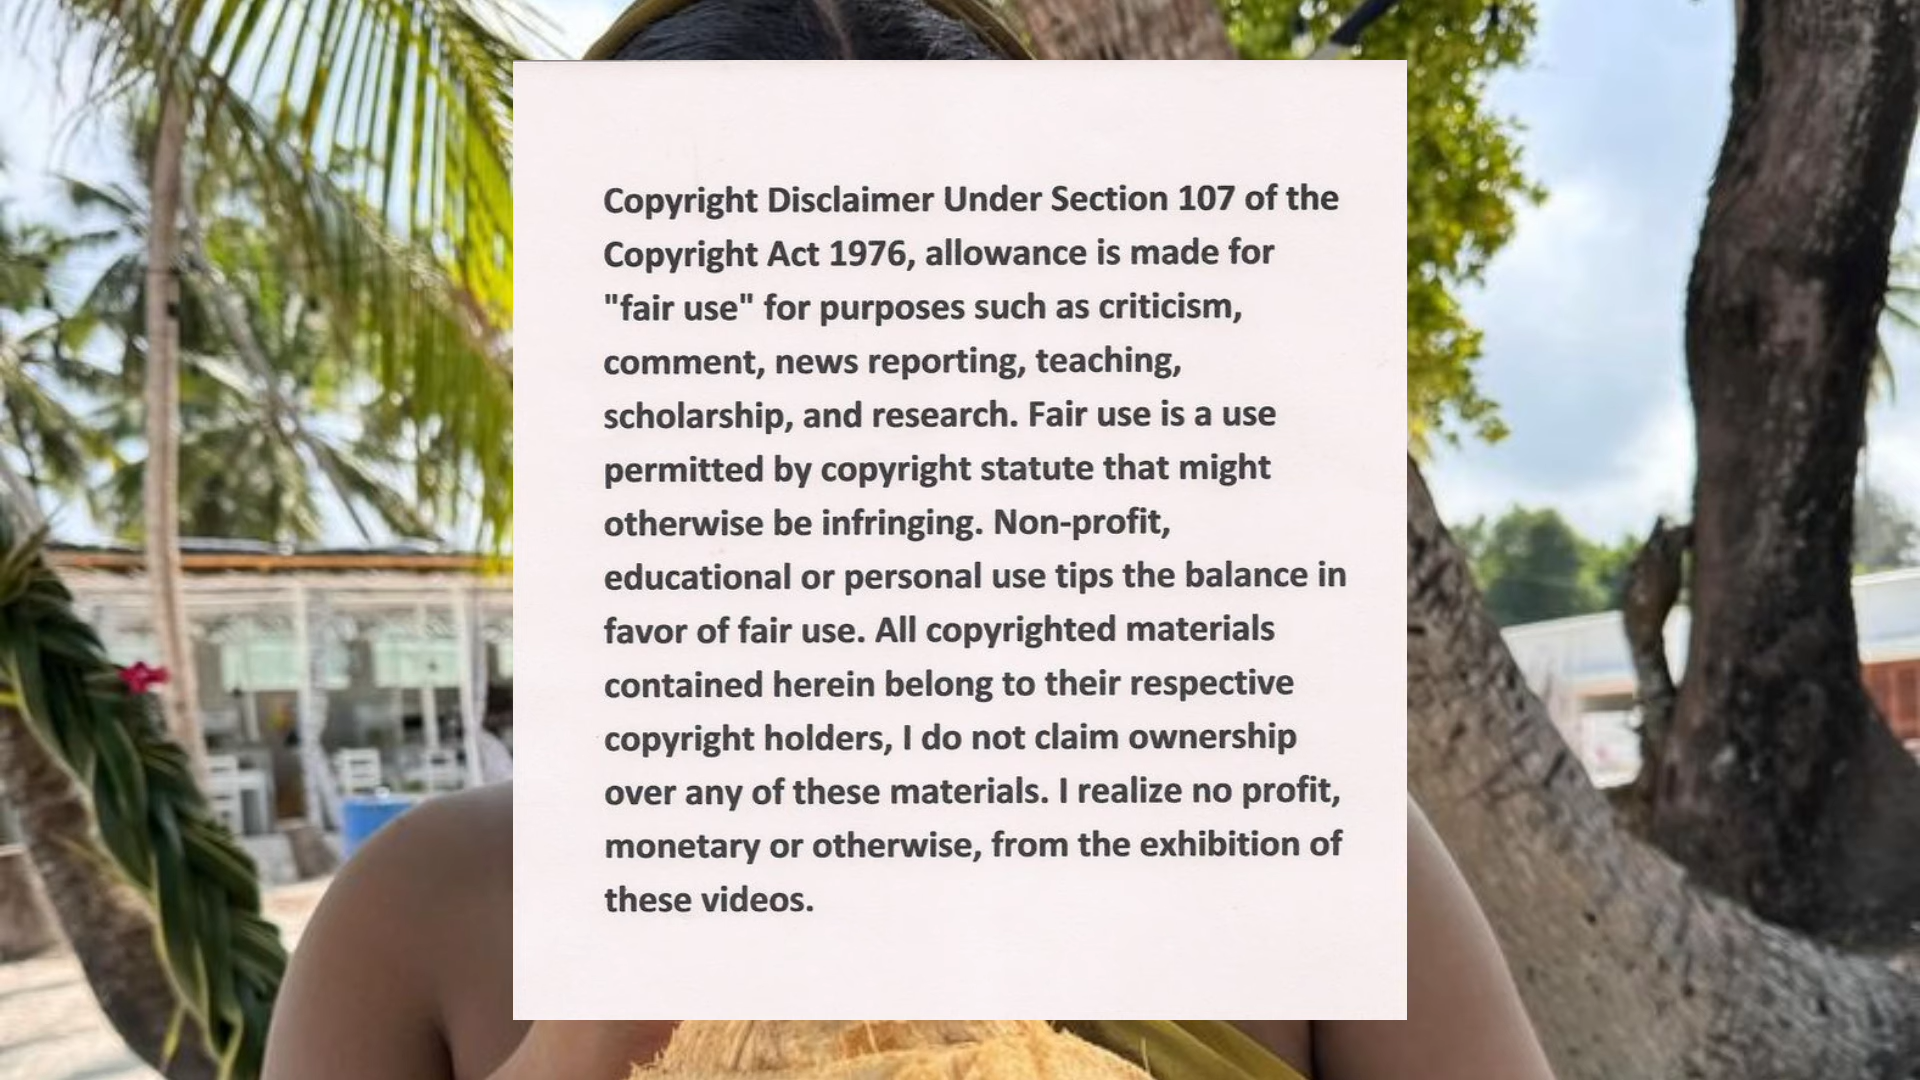 Copyright Disclaimer Under Section 107 of the
Copyright Act 1976, allowance is made for
"fair use" for purposes such as criticism,
comment, news reporting, teaching,
scholarship, and research. Fair use is a use
permitted by copyright statute that might
otherwise be infringing. Non-profit,
educational or personal use tips the balance in
favor of fair use. All copyrighted materials
contained herein belong to their respective
copyright holders, I do not claim ownership
over any of these materials. I realize no profit,
monetary or otherwise, from the exhibition of
these videos.